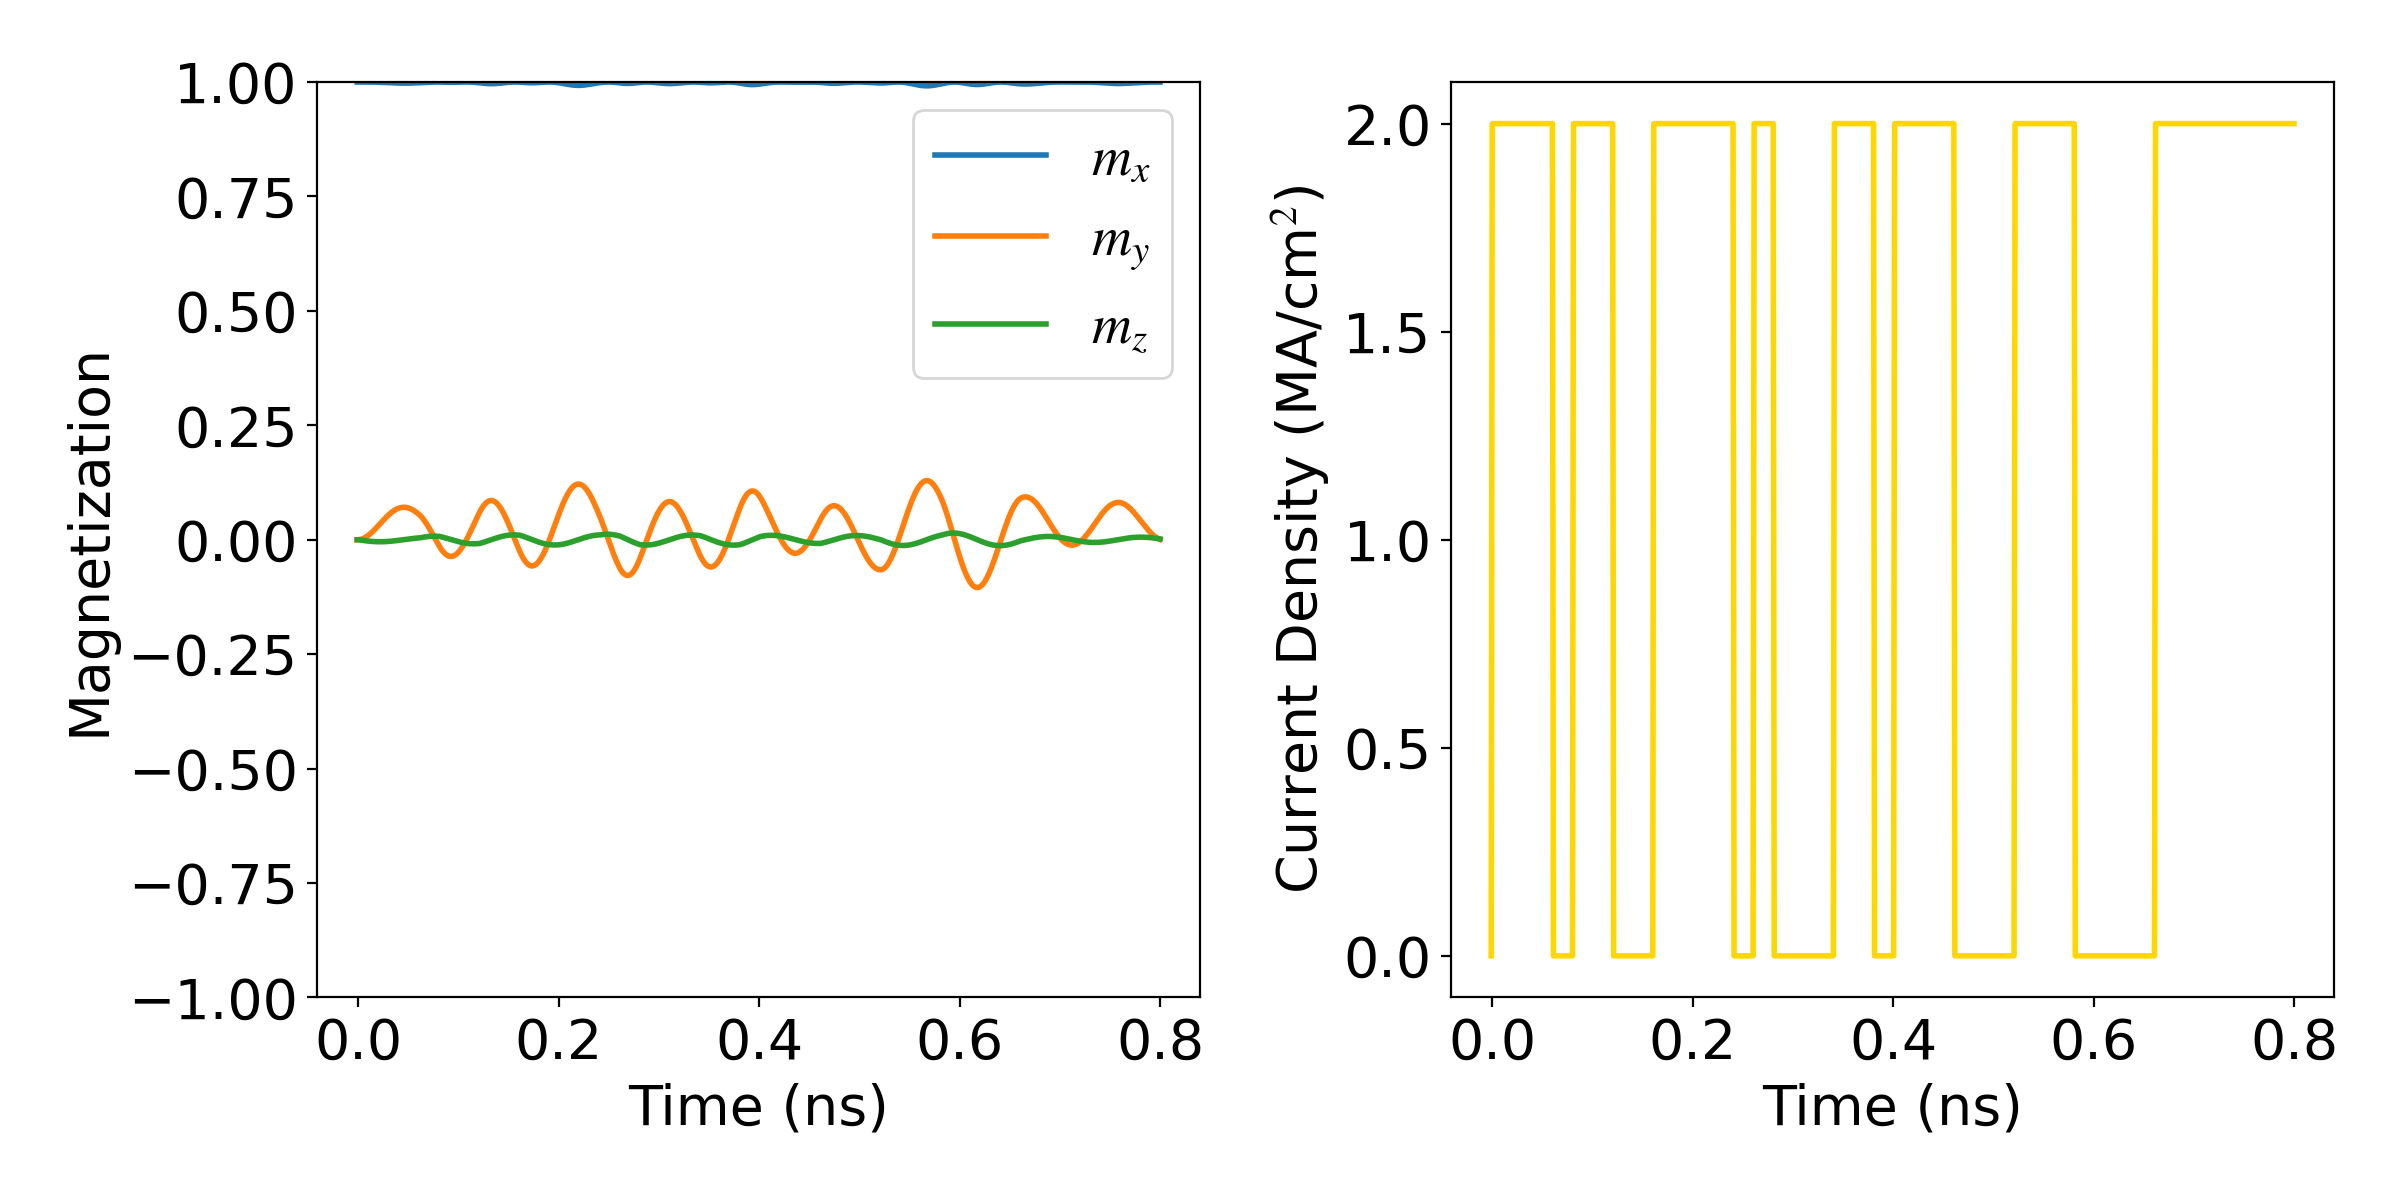 1.00
0.75
0.50
0.25
0.00
−0.25
−0.50
−0.75
−1.00
Magnetization
0.0 0.2 0.4 0.6 0.8
Time (ns)
mx
my
mz
2.0
1.5
1.0
0.5
0.0
Current Density (MA/cm²)
0.0 0.2 0.4 0.6 0.8
Time (ns)